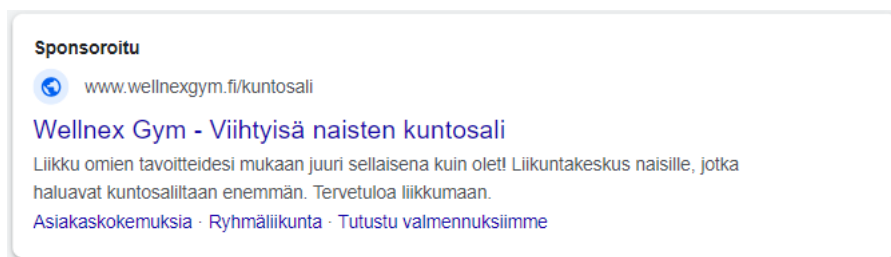 Sponsoroitu
www.wellnexgym.fi/kuntosali
Wellnex Gym - Viihtyisä naisten kuntosali
Liiku omien tavoitteidesi mukaan juuri sellaisena kuin olet! Liikuntakeskus naisille, jotka
haluavat kuntosaliltaan enemmän. Tervetuloa liikkumaan.
Asiakaskokemuksia · Ryhmäliikunta · Tutustu valmennuksiimme